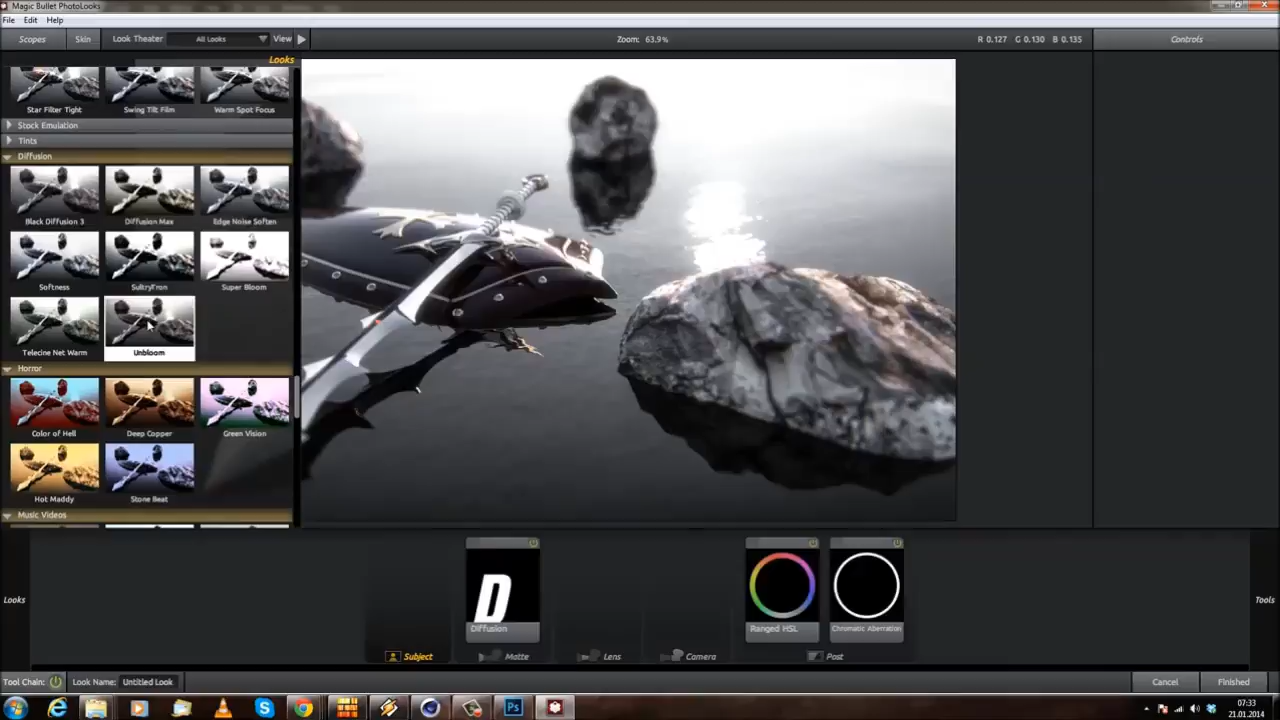 Magic Bullet PhotoLooks
File Edit Help
Scopes Skin Look Theater All Looks View Zoom: 63.9% R 0.127 G 0.130 B 0.135 Controls
Looks
Star Filter Tight Swing Tilt Film Warm Spot Focus
Stock Emulation
Tints
Diffusion
Black Diffusion 3 Diffusion Max Edge Noise Soften
Softness SultryTron Super Bloom
Telecine Net Warm Unbloom
Horror
Color of Hell Deep Copper Green Vision
Hot Maddy Stone Beat
Music Videos
D
Looks Diffusion Ranged HSL Chromatic Aberration Tools
Subject Matte Lens Camera Post
Tool Chain: Look Name: Untitled Look Cancel Finished
Ps 07:33
21.01.2014